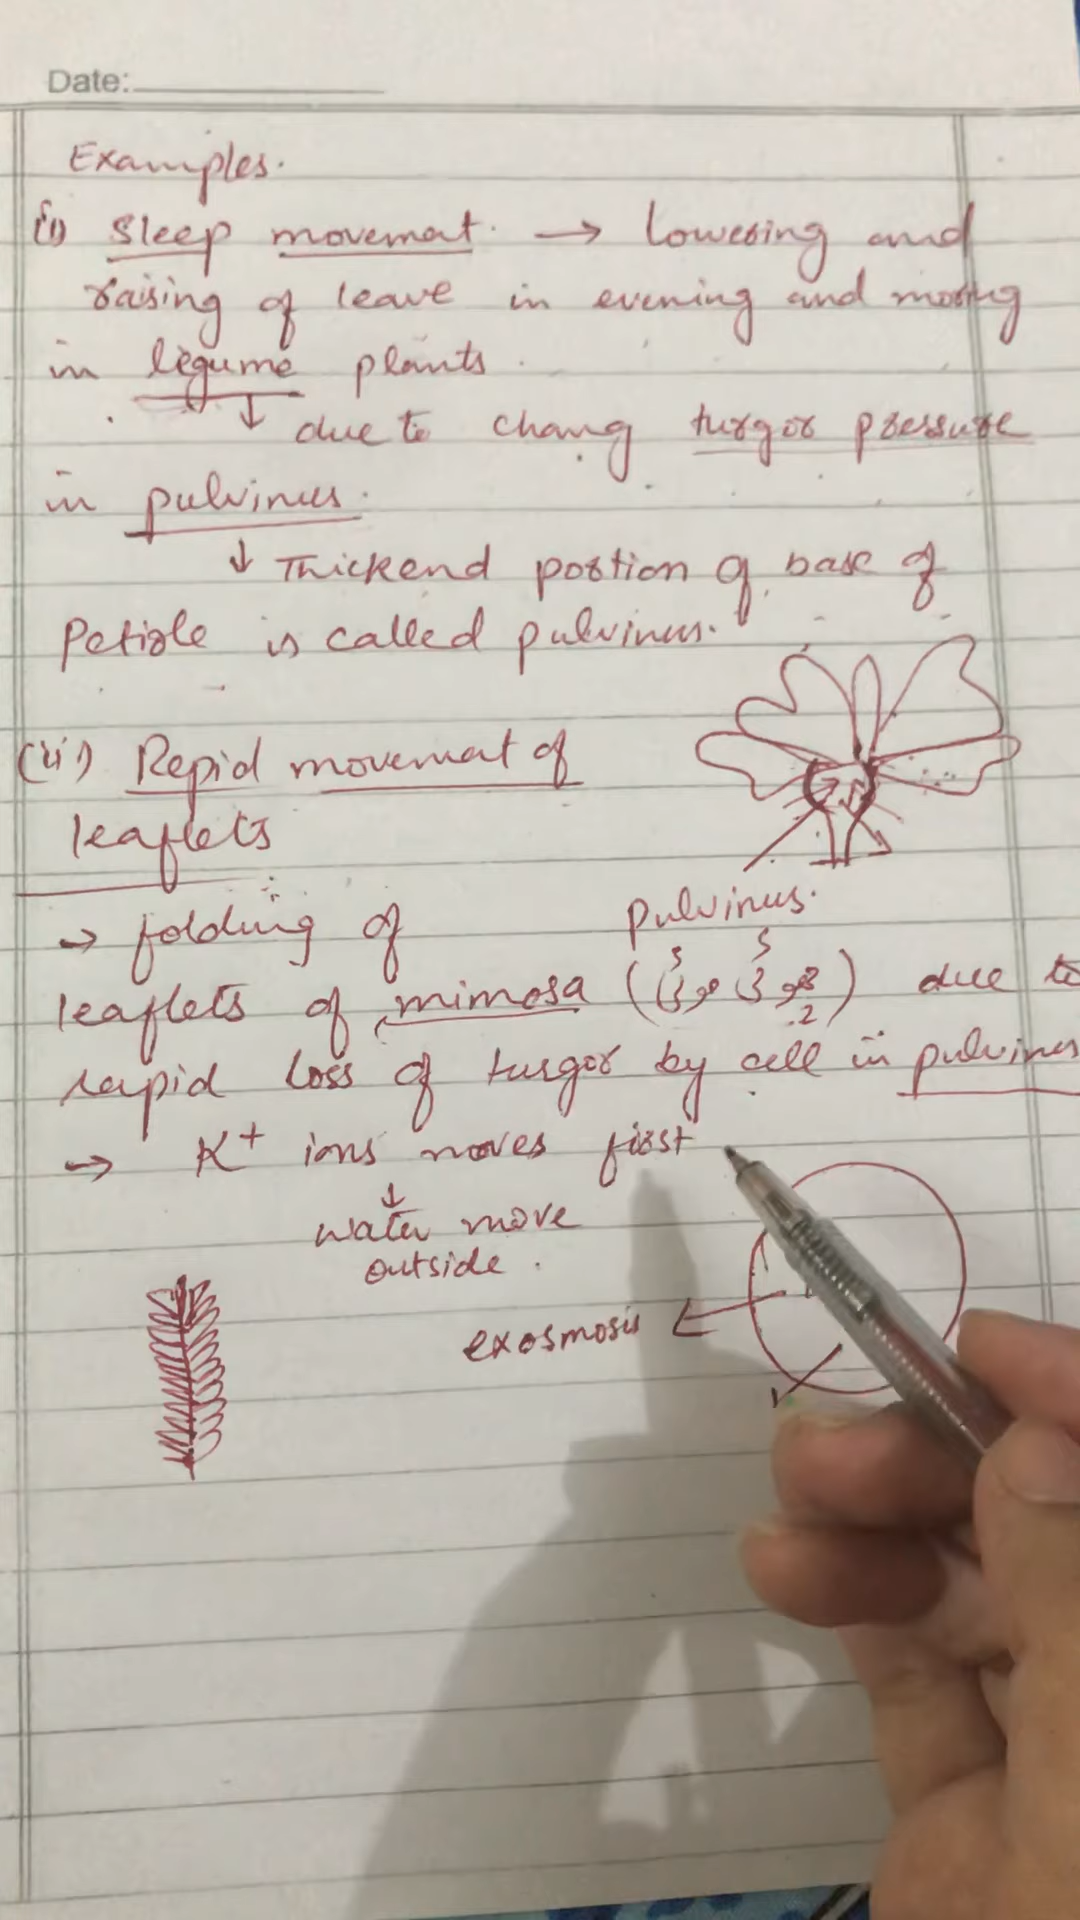 Date:
Examples.
(i) Sleep movemat. → Lowering and
raising of leave in evening and moring
in legume plants.
↓ due to chang turgor pressure
in pulvinus.
↓ Thickend portion of base of
Petiole is called pulvinus.
(ii) Repid movemat of
leaflets
→ folding of
pulvinus.
leaflets of mimosa ( ) due to
rapid loss of turgor by cell in pulvinus
→ K+ ions moves first
↓
water move
outside.
exosmosis